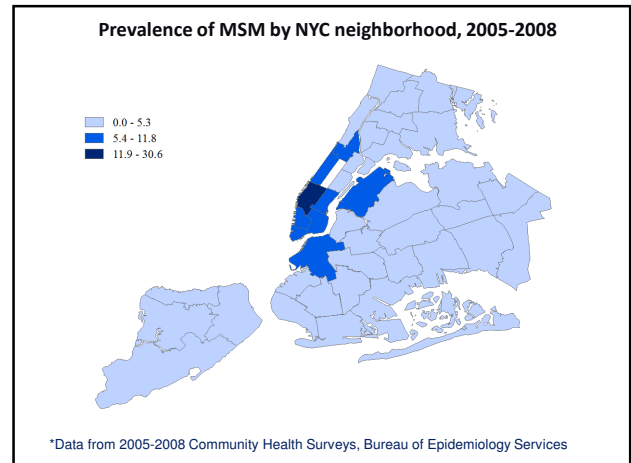 Prevalence of MSM by NYC neighborhood, 2005-2008
0.0 - 5.3
5.4 - 11.8
11.9 - 30.6
*Data from 2005-2008 Community Health Surveys, Bureau of Epidemiology Services